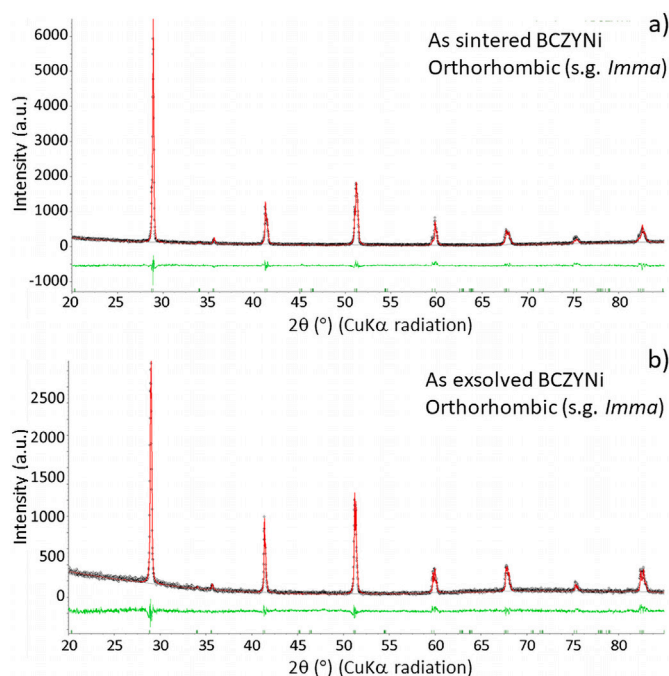 a)
As sintered BCZYNi
Orthorhombic (s.g. Imma)
Intensity (a.u.)
6500
6000
5000
4000
3000
2000
1000
0
-1000
20 25 30 35 40 45 50 55 60 65 70 75 80
2θ (°) (CuKα radiation)
b)
As exsolved BCZYNi
Orthorhombic (s.g. Imma)
Intensity (a.u.)
2500
2000
1500
1000
500
0
20 25 30 35 40 45 50 55 60 65 70 75 80
2θ (°) (CuKα radiation)